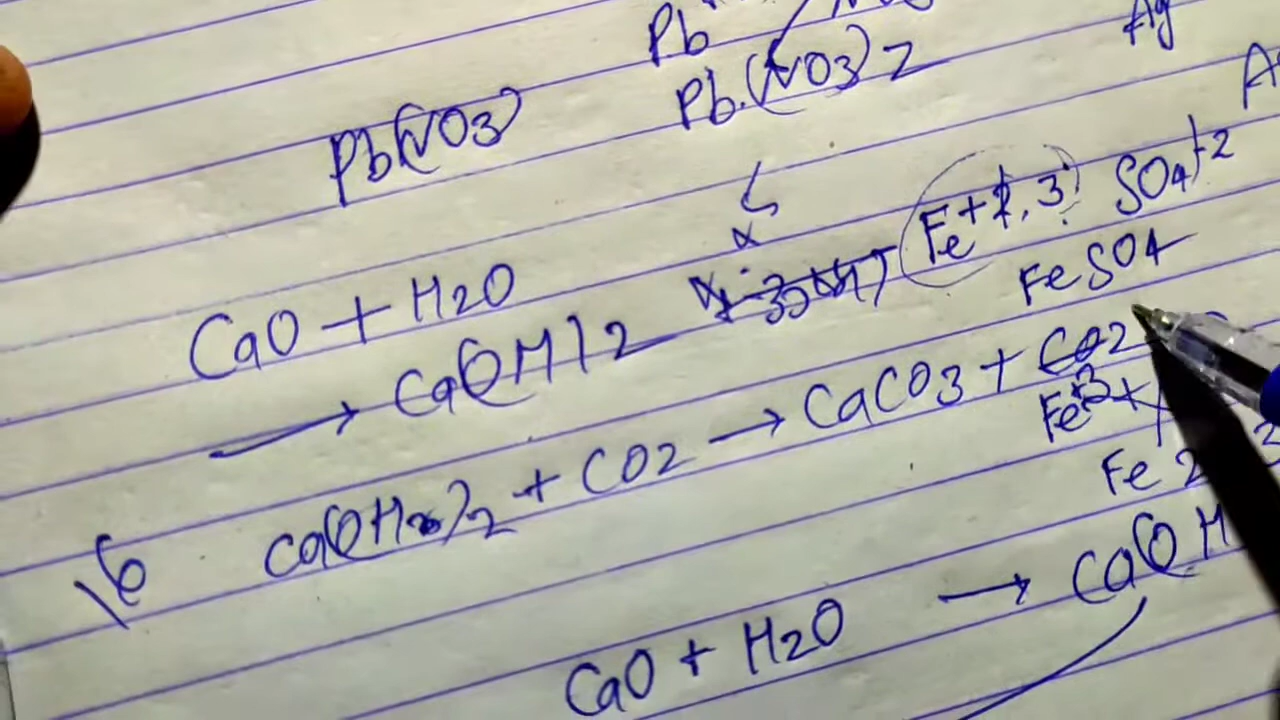 Pb
Pb(NO3)2
Ag
Pb(NO3)
Fe+2,3 SO4-2
FeSO4
CaO + H2O
→ Ca(OH)2
Ca(OH)2 + CO2 → CaCO3 + CO2
Fe+3+
Fe 2
16
CaO + H2O → Ca(OH